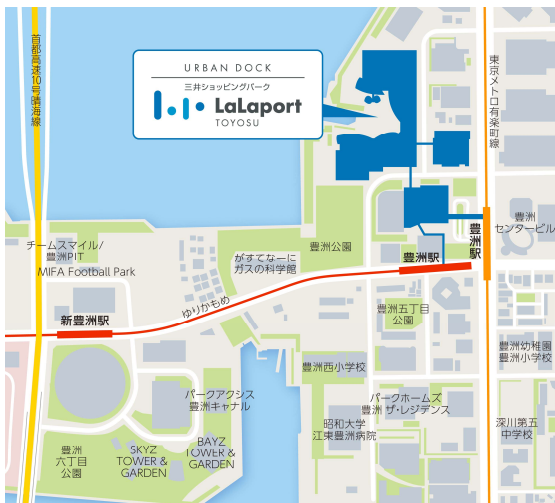 首都高速10号晴海線
URBAN DOCK
三井ショッピングパーク
LaLaport
TOYOSU
東京メトロ有楽町線
チームスマイル/
豊洲PIT
MIFA Football Park
がすてなーに
ガスの科学館
豊洲公園
豊洲駅
豊洲駅
豊洲
センタービル
ゆりかもめ
新豊洲駅
豊洲五丁目
公園
豊洲幼稚園
豊洲小学校
豊洲西小学校
パークアクシス
豊洲キャナル
パークホームズ
豊洲 ザ・レジデンス
昭和大学
江東豊洲病院
深川第五
中学校
豊洲
六丁目
公園
SKYZ
TOWER &
GARDEN
BAYZ
TOWER &
GARDEN